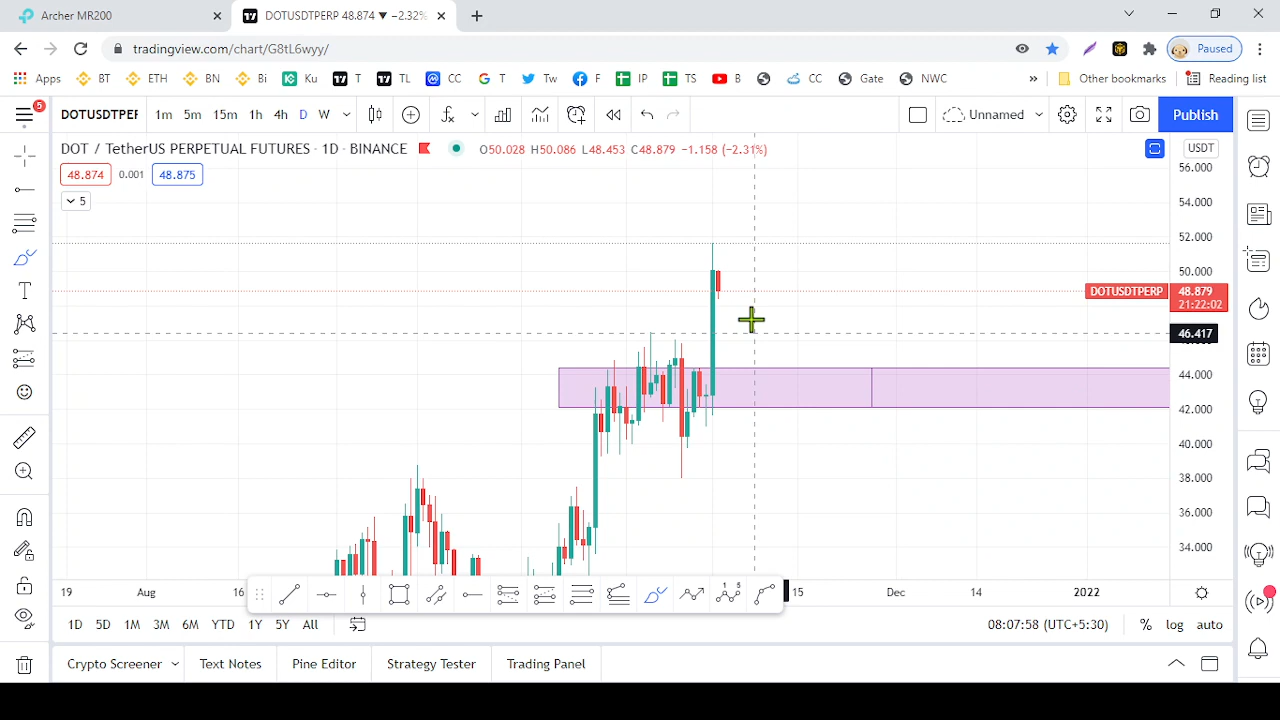 Archer MR200
DOTUSDTPERP 48.874 ▼ −2.32%
tradingview.com/chart/G8tL6wyy/
Paused
Apps BT ETH BN Bi Ku T TL CC T Tw F IP TS B CC Gate NWC » Other bookmarks Reading list
5 DOTUSDTPER 1m 5m 15m 1h 4h D W Unnamed Publish
DOT / TetherUS PERPETUAL FUTURES · 1D · BINANCE O50.028 H50.086 L48.453 C48.879 −1.158 (−2.31%) USDT
48.874 0.001 48.875
5
56.000
54.000
52.000
50.000
DOTUSDTPERP 48.879
21:22:02
46.417
44.000
42.000
40.000
38.000
36.000
34.000
19 Aug 16 15 Dec 14 2022
1D 5D 1M 3M 6M YTD 1Y 5Y All 08:07:58 (UTC+5:30) % log auto
Crypto Screener Text Notes Pine Editor Strategy Tester Trading Panel